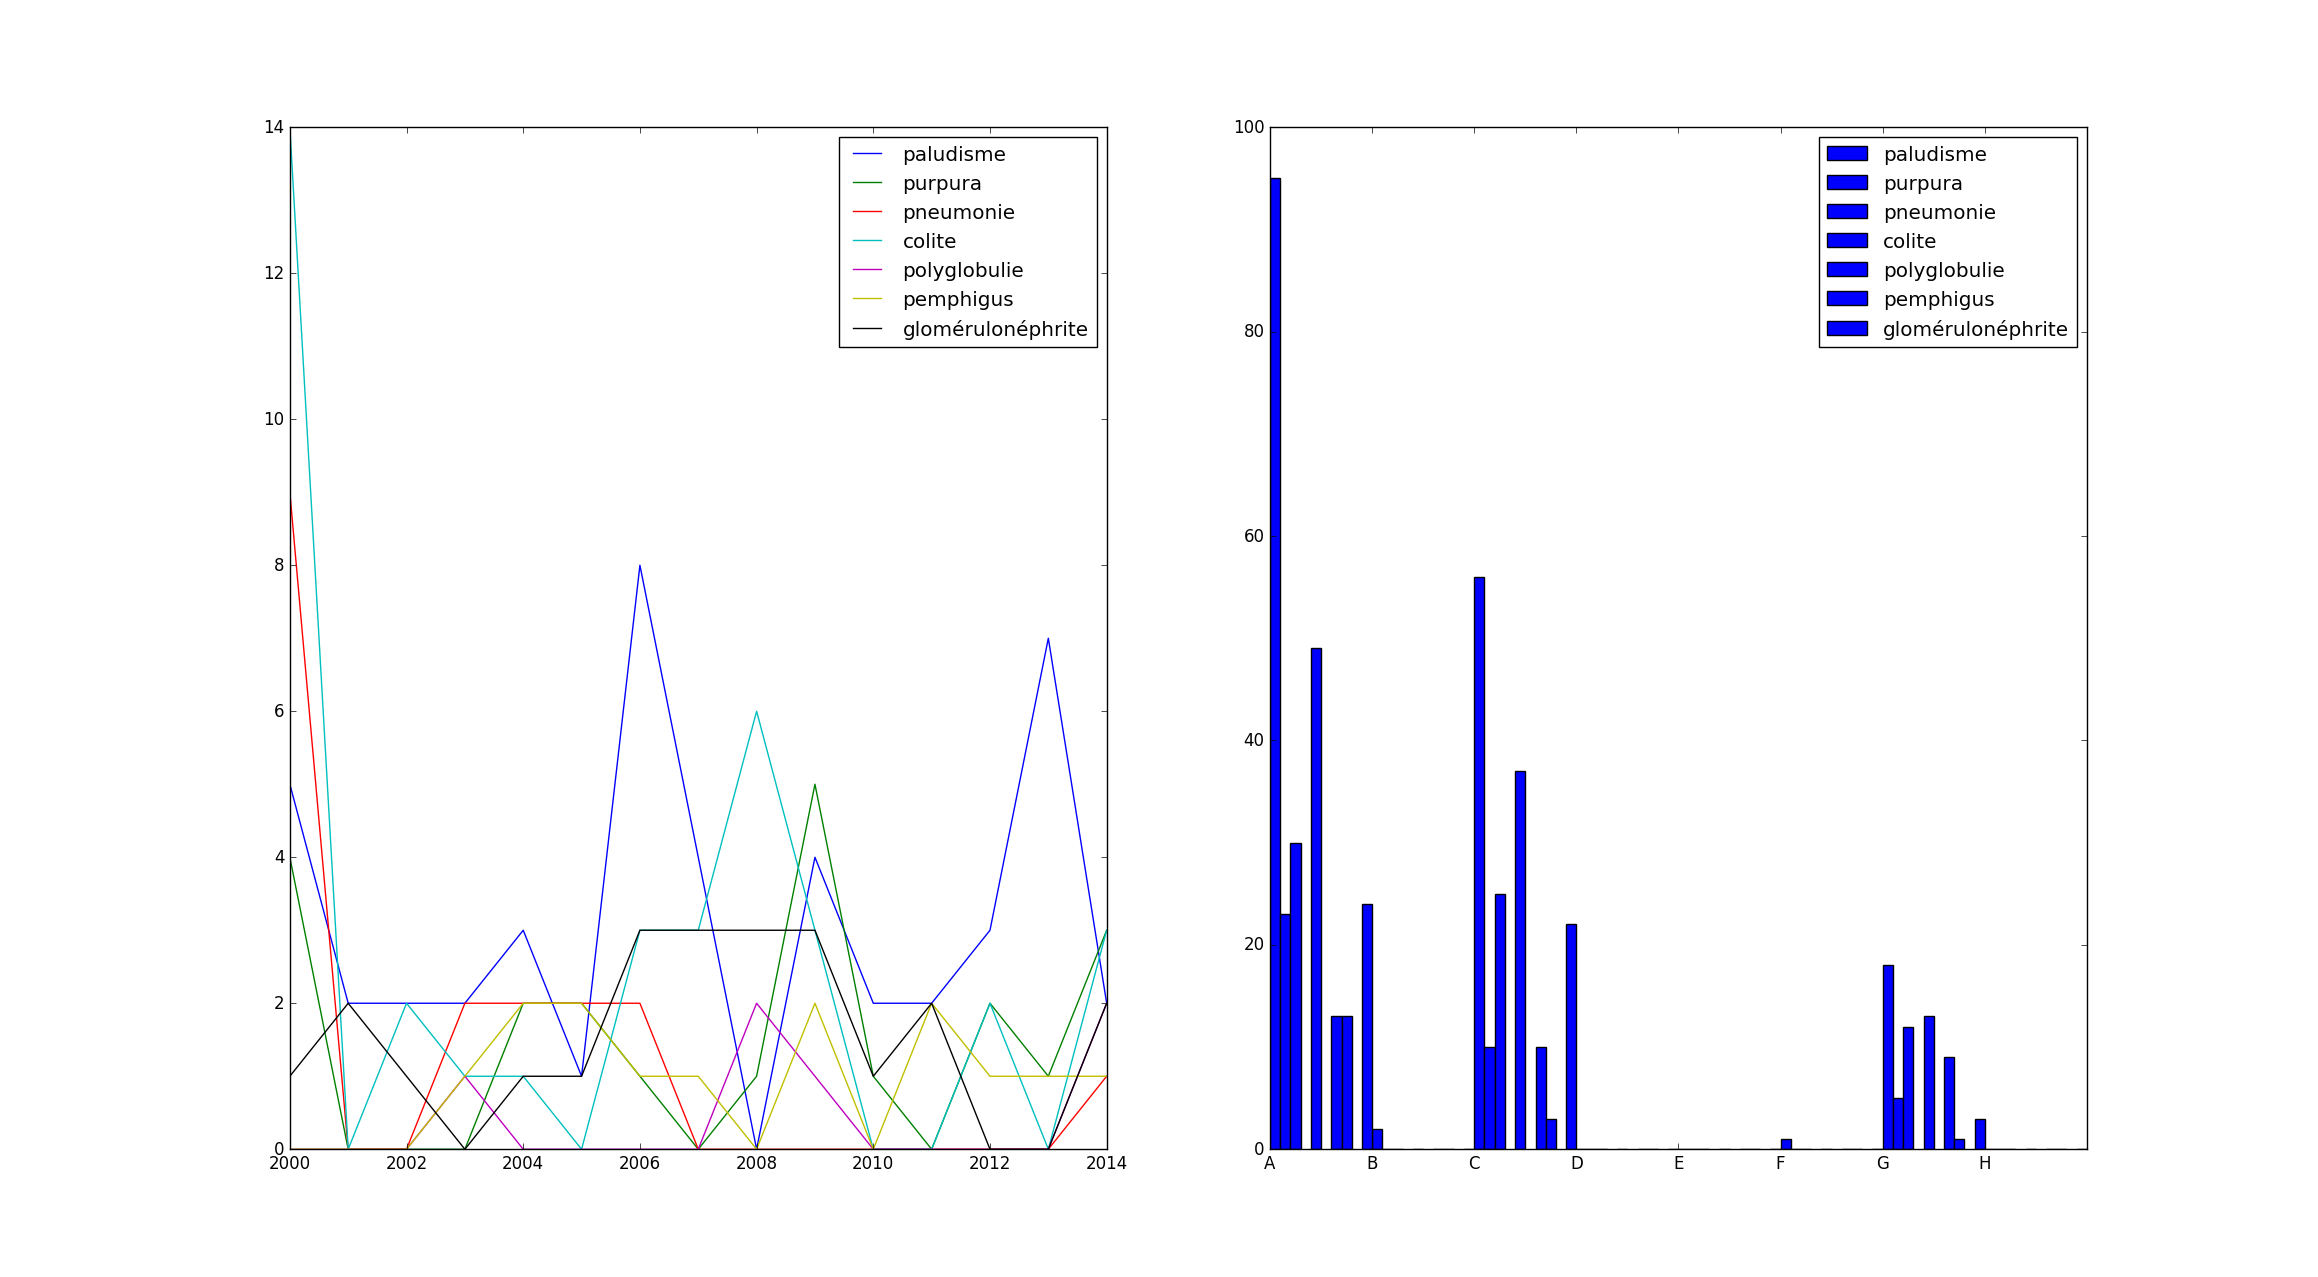 14
12
10
8
6
4
2
0
2000 2002 2004 2006 2008 2010 2012 2014
paludisme
purpura
pneumonie
colite
polyglobulie
pemphigus
glomérulonéphrite
100
80
60
40
20
0
A B C D E F G H
paludisme
purpura
pneumonie
colite
polyglobulie
pemphigus
glomérulonéphrite